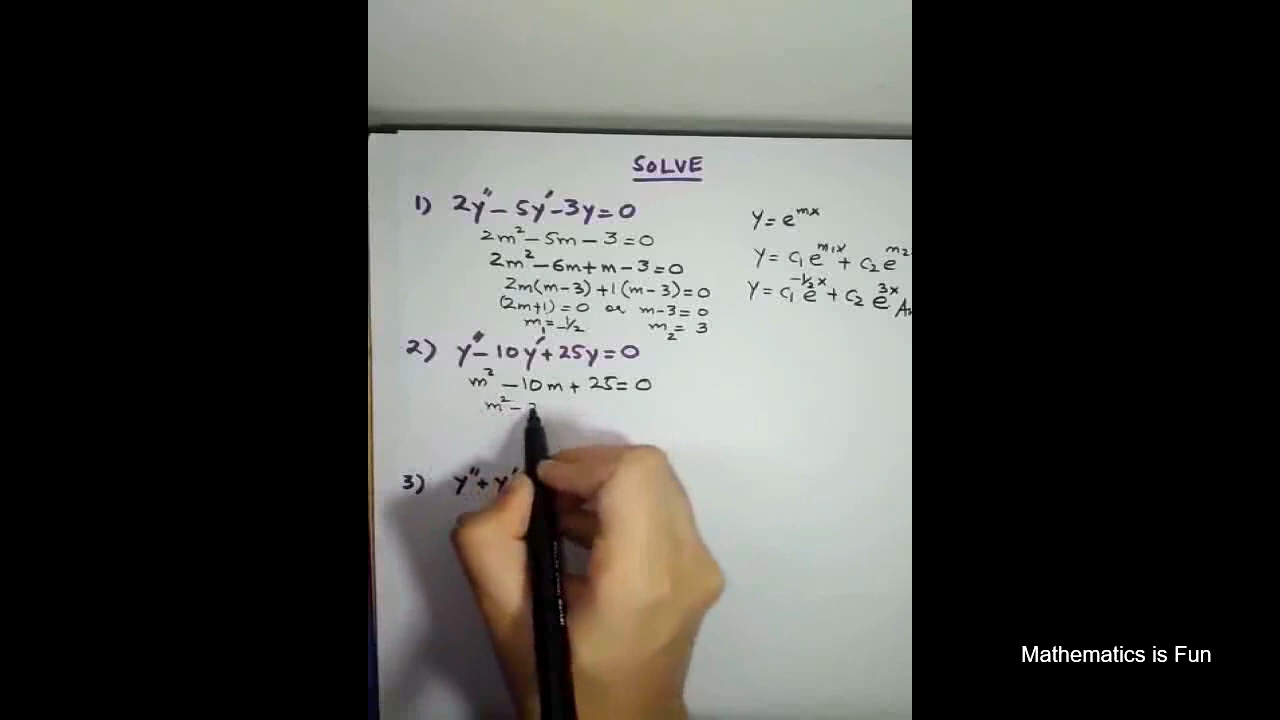 SOLVE
1) 2y″ − 5y′ − 3y = 0
2m² − 5m − 3 = 0
2m² − 6m + m − 3 = 0
2m(m − 3) + 1(m − 3) = 0
(2m+1) = 0 or m − 3 = 0
m₁ = −1/2 m₂ = 3
y = e^mx
y = c₁e^m₁x + c₂e^m₂
y = c₁e^−1/2x + c₂e^3x
2) y″ − 10y′ + 25y = 0
m² − 10m + 25 = 0
m² −
3) y″ + y′
Mathematics is Fun